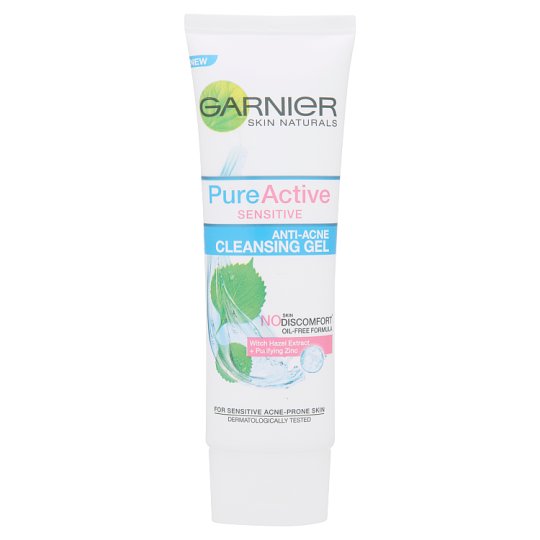 NEW
GARNIER
SKIN NATURALS
PureActive
SENSITIVE
ANTI-ACNE
CLEANSING GEL
NO SKIN DISCOMFORT*
OIL-FREE FORMULA
Witch Hazel Extract
+ Purifying Zinc
FOR SENSITIVE ACNE-PRONE SKIN
DERMATOLOGICALLY TESTED